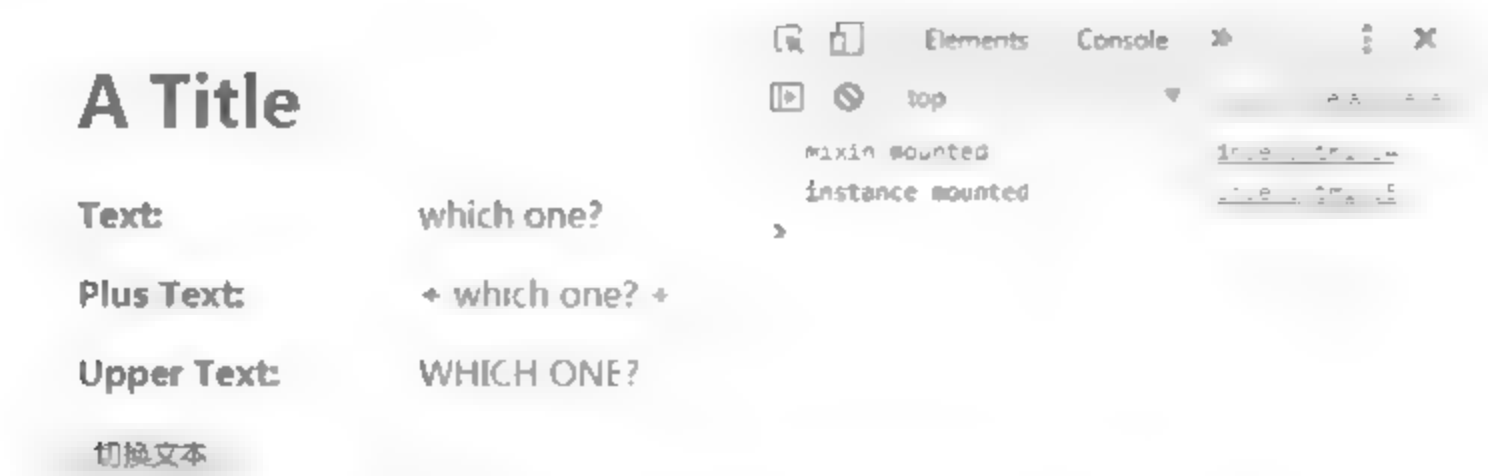 A Title
Text: which one?
Plus Text: + which one? +
Upper Text: WHICH ONE?
切换文本
Elements Console »
top
mixin mounted
instance mounted
>